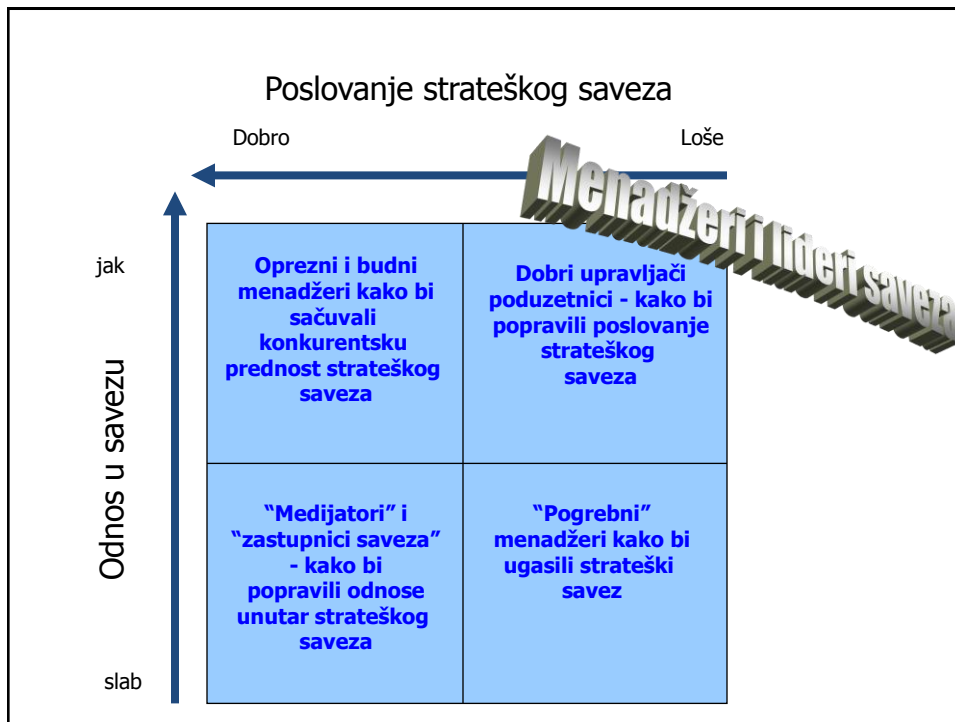 Poslovanje strateškog saveza
Dobro
Loše
Menadžeri i lideri saveza
jak
Odnos u savezu
slab
Oprezni i budni
menadžeri kako bi
sačuvali
konkurentsku
prednost strateškog
saveza
Dobri upravljači
poduzetnici - kako bi
popravili poslovanje
strateškog
saveza
“Medijatori” i
“zastupnici saveza”
- kako bi
popravili odnose
unutar strateškog
saveza
“Pogrebni”
menadžeri kako bi
ugasili strateški
savez